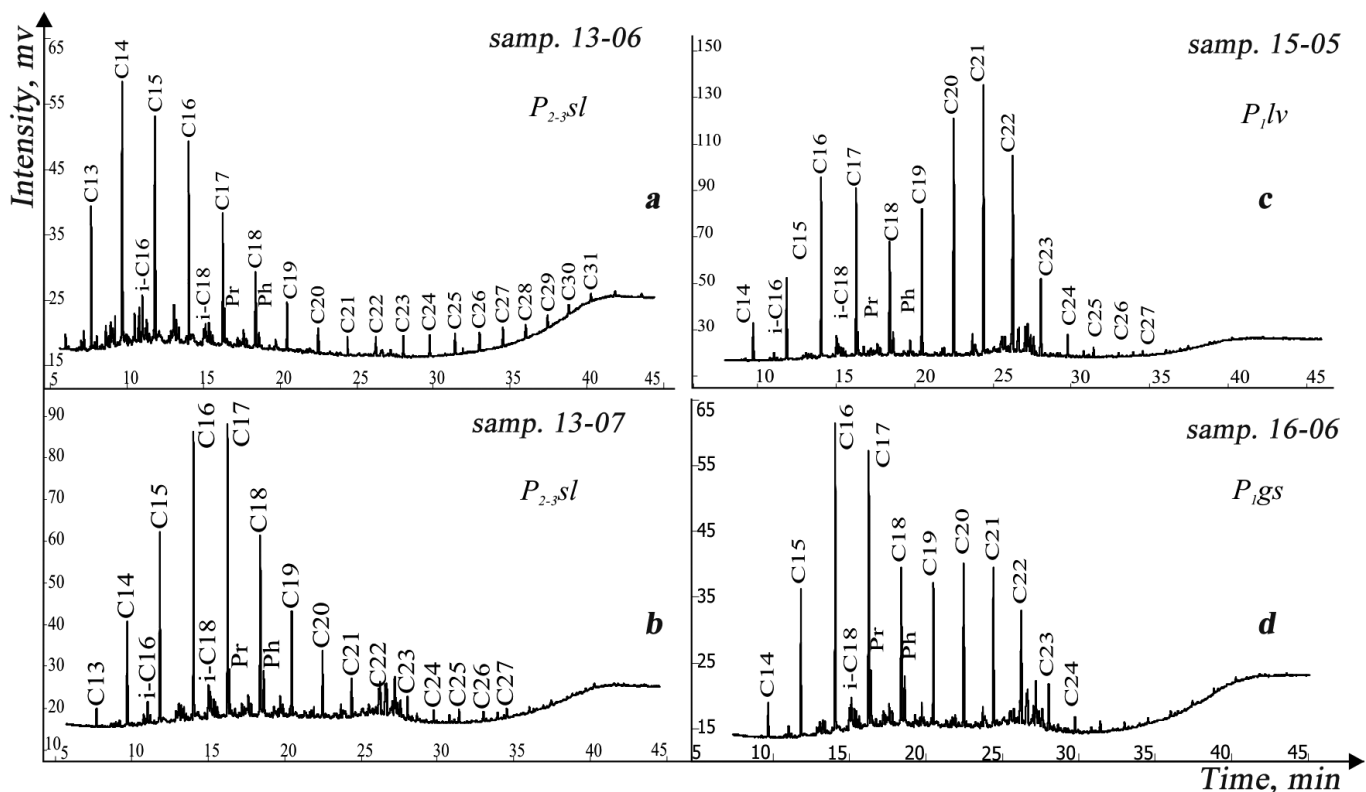 Intensity, mv
samp. 13-06
P2-3sl
a
65
55
45
35
25
15
C13
C14
i-C16
C15
C16
i-C18
C17
Pr
C18
Ph
C19
C20
C21
C22
C23
C24
C25
C26
C27
C28
C29
C30
C31
5 10 15 20 25 30 35 40 45
samp. 15-05
P1lv
c
150
130
110
90
70
50
30
C14
i-C16
C15
C16
i-C18
C17
Pr
C18
Ph
C19
C20
C21
C22
C23
C24
C25
C26
C27
10 15 20 25 30 35 40 45
samp. 13-07
P2-3sl
b
90
80
70
60
50
40
30
20
10
C13
C14
i-C16
C15
C16
i-C18
C17
Pr
C18
Ph
C19
C20
C21
C22
C23
C24
C25
C26
C27
5 10 15 20 25 30 35 40 45
samp. 16-06
P1gs
d
65
55
45
35
25
15
C14
C15
C16
i-C18
C17
Pr
C18
Ph
C19
C20
C21
C22
C23
C24
5 10 15 20 25 30 35 40 45
Time, min